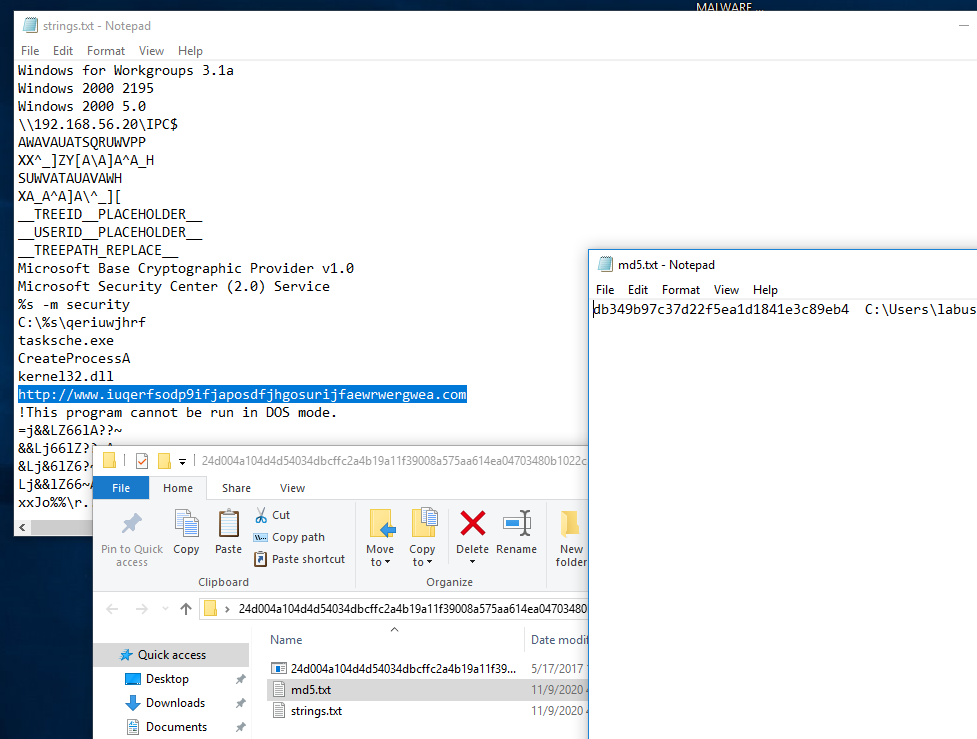 MALWARE ...
strings.txt - Notepad
File Edit Format View Help
Windows for Workgroups 3.1a
Windows 2000 2195
Windows 2000 5.0
\\192.168.56.20\IPC$
AWAVAUATSQRUWVPP
XX^_]ZY[A\A]A^A_H
SUWVATAUAVAWH
XA_A^A]A\^_][
__TREEID__PLACEHOLDER__
__USERID__PLACEHOLDER__
__TREEPATH_REPLACE__
Microsoft Base Cryptographic Provider v1.0
Microsoft Security Center (2.0) Service
%s -m security
C:\%s\qeriuwjhrf
tasksche.exe
CreateProcessA
kernel32.dll
http://www.iuqerfsodp9ifjaposdfjhgosurijfaewrwergwea.com
!This program cannot be run in DOS mode.
=j&&LZ66lA??~
&&Lj66lZ??
&Lj&6lZ6?
Lj&&lZ66~
xxJo%%\r.
md5.txt - Notepad
File Edit Format View Help
db349b97c37d22f5ea1d1841e3c89eb4 C:\Users\labus
24d004a104d4d54034dbcffc2a4b19a11f39008a575aa614ea04703480b1022c
File Home Share View
Pin to Quick access
Copy
Paste
Cut
Copy path
Paste shortcut
Clipboard
Move to
Copy to
Delete
Rename
Organize
New folder
24d004a104d4d54034dbcffc2a4b19a11f39008a575aa614ea04703480
Quick access
Desktop
Downloads
Documents
Name Date modif
24d004a104d4d54034dbcffc2a4b19a11f39... 5/17/2017
md5.txt 11/9/2020
strings.txt 11/9/2020